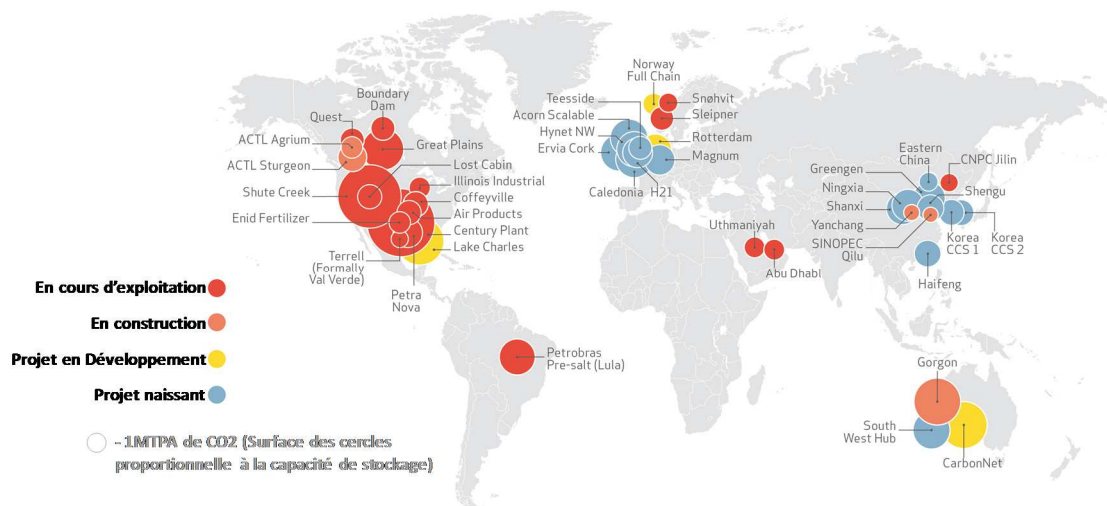 Norway
Full Chain
Boundary
Dam
Teesside
Snøhvit
Quest
Acorn Scalable
Sleipner
ACTL Agrium
Great Plains
Hynet NW
Rotterdam
Ervia Cork
Magnum
Eastern
China
ACTL Sturgeon
Lost Cabin
Greengen
CNPC Jilin
Illinois Industrial
Caledonia
H21
Ningxia
Shengu
Shute Creek
Coffeyville
Shanxi
Air Products
Enid Fertilizer
Uthmaniyah
Yanchang
Century Plant
SINOPEC
Qilu
Korea
CCS 1
Korea
CCS 2
Lake Charles
Terrell
(Formally
Val Verde)
Abu Dhabl
Petra
Nova
Haifeng
En cours d'exploitation
En construction
Projet en Développement
Projet naissant
Petrobras
Pre-salt (Lula)
Gorgon
South
West Hub
CarbonNet
- 1MTPA de CO2 (Surface des cercles
proportionnelle à la capacité de stockage)